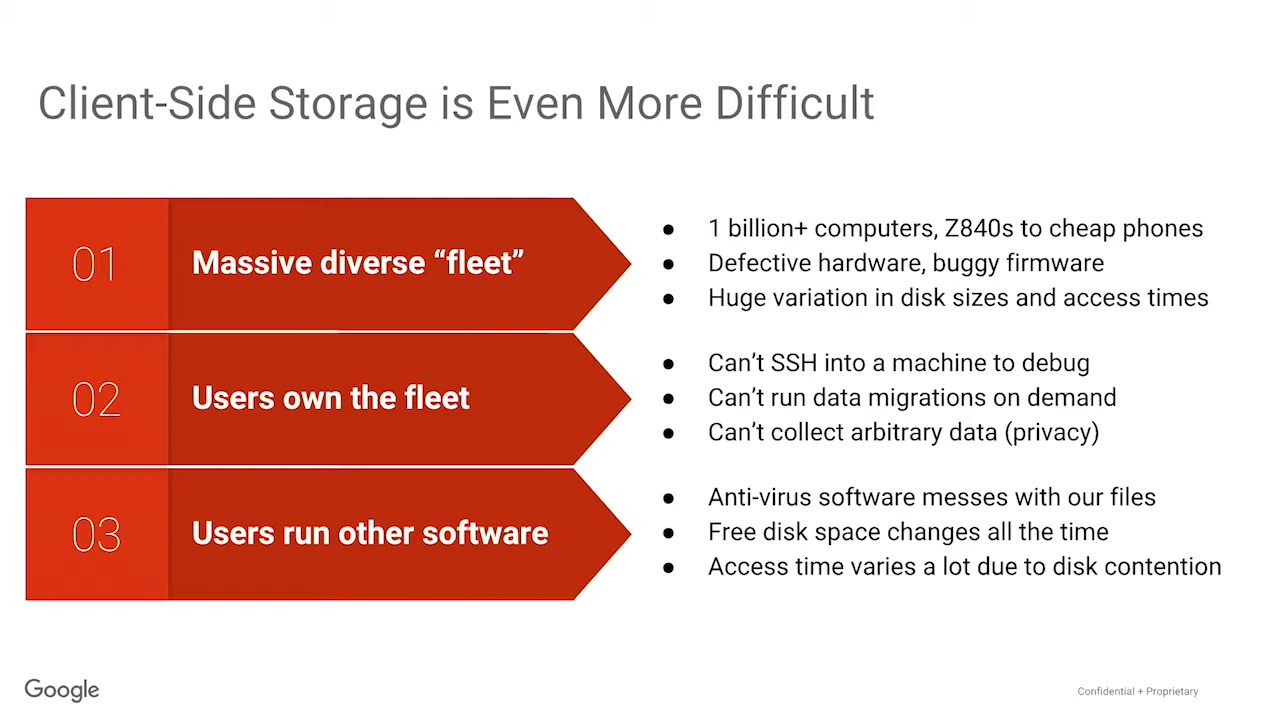 Client-Side Storage is Even More Difficult
01
Massive diverse “fleet”
● 1 billion+ computers, Z840s to cheap phones
● Defective hardware, buggy firmware
● Huge variation in disk sizes and access times
02
Users own the fleet
● Can’t SSH into a machine to debug
● Can’t run data migrations on demand
● Can’t collect arbitrary data (privacy)
03
Users run other software
● Anti-virus software messes with our files
● Free disk space changes all the time
● Access time varies a lot due to disk contention
Google
Confidential + Proprietary